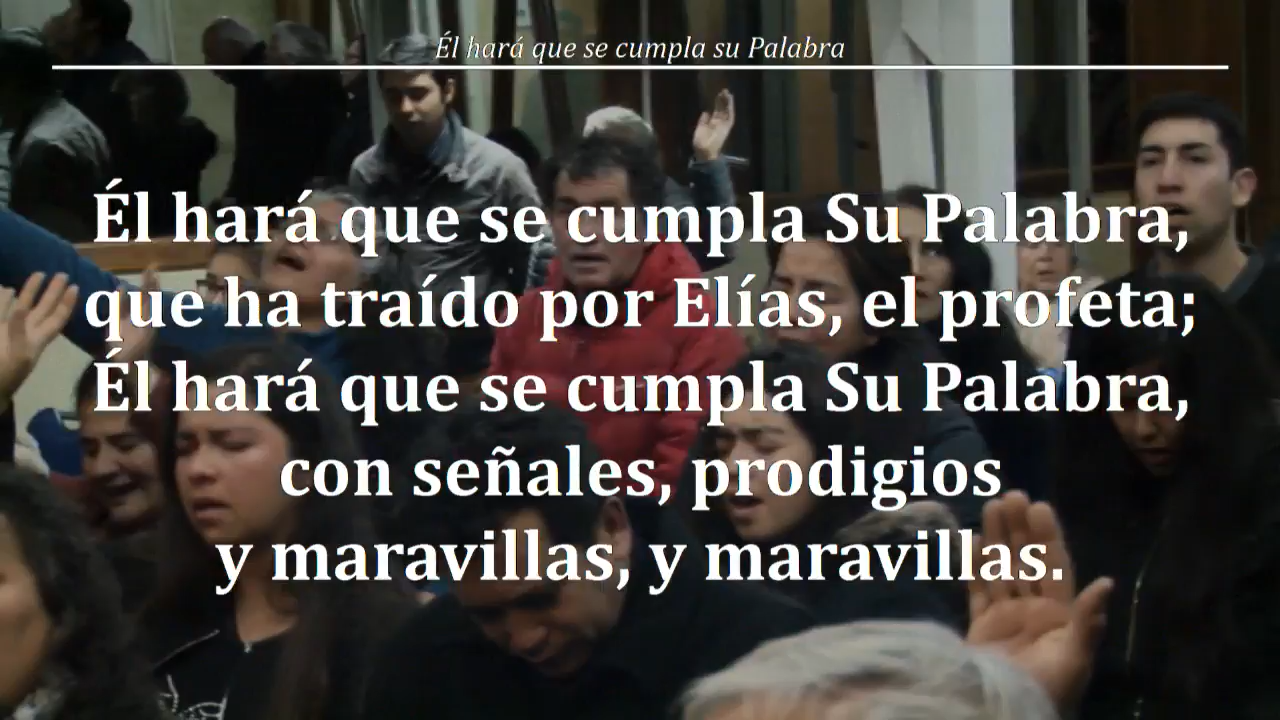 Él hará que se cumpla su Palabra
Él hará que se cumpla Su Palabra,
que ha traído por Elías, el profeta;
Él hará que se cumpla Su Palabra,
con señales, prodigios
y maravillas, y maravillas.